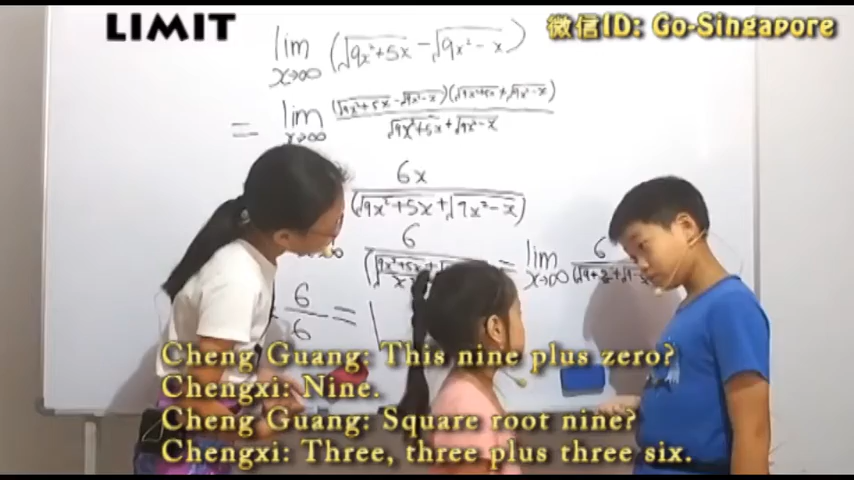 LIMIT
微信ID: Go-Singapore
lim x→∞ (√9x²+5x − √9x²−x)
= lim x→∞ (√9x²+5x − √9x²−x)(√9x²+5x + √9x²−x)
√9x²+5x + √9x²−x
6x
(√9x²+5x + √9x²−x)
6
= lim x→∞ 6
6
6 =
Cheng Guang: This nine plus zero?
Chengxi: Nine.
Cheng Guang: Square root nine?
Chengxi: Three, three plus three six.